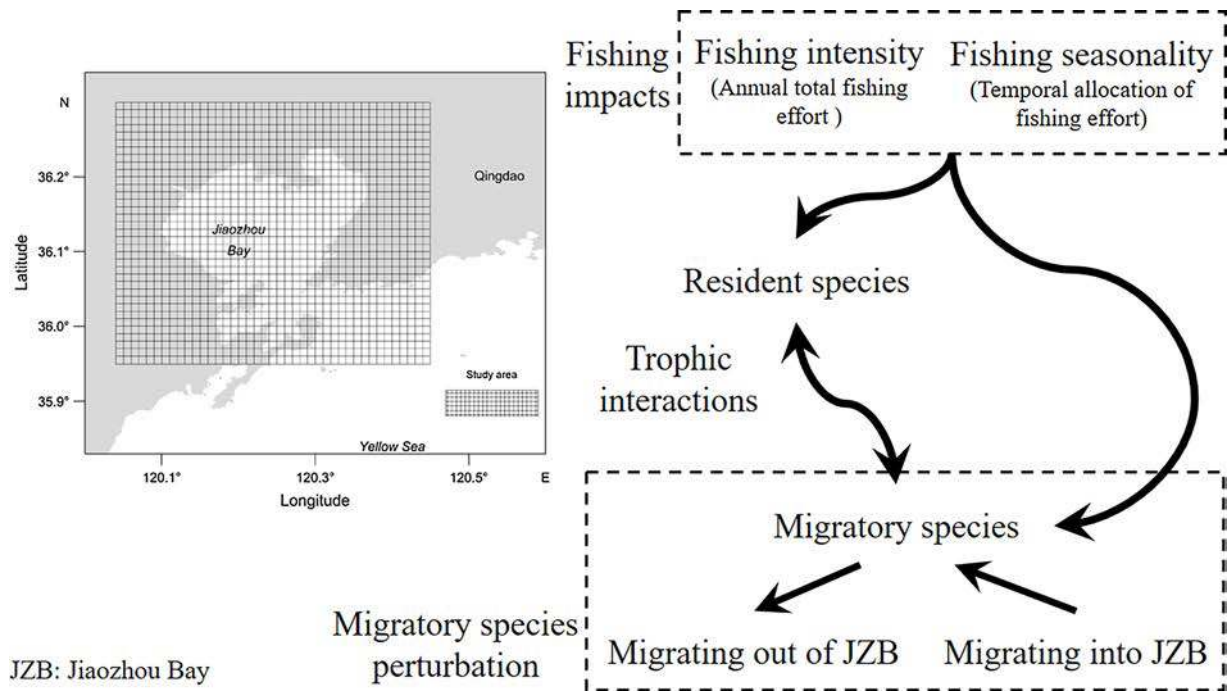 N
36.2°
36.1°
36.0°
35.9°
Latitude
Qingdao
Jiaozhou
Bay
Study area
Yellow Sea
120.1°
120.3°
120.5°
E
Longitude
JZB: Jiaozhou Bay
Fishing
impacts
Fishing intensity
(Annual total fishing
effort )
Fishing seasonality
(Temporal allocation of
fishing effort)
Resident species
Trophic
interactions
Migratory species
Migratory species
perturbation
Migrating out of JZB
Migrating into JZB